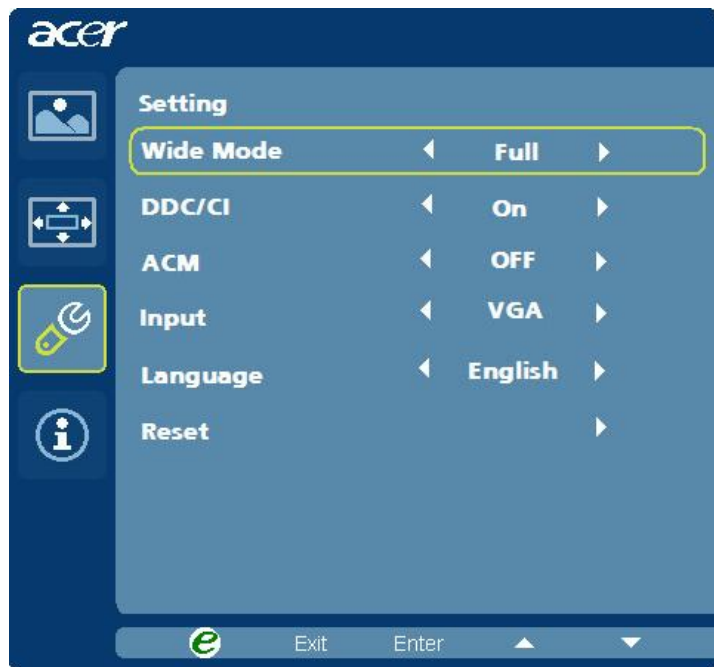 acer
Setting
Wide Mode Full
DDC/CI On
ACM OFF
Input VGA
Language English
Reset
e Exit Enter